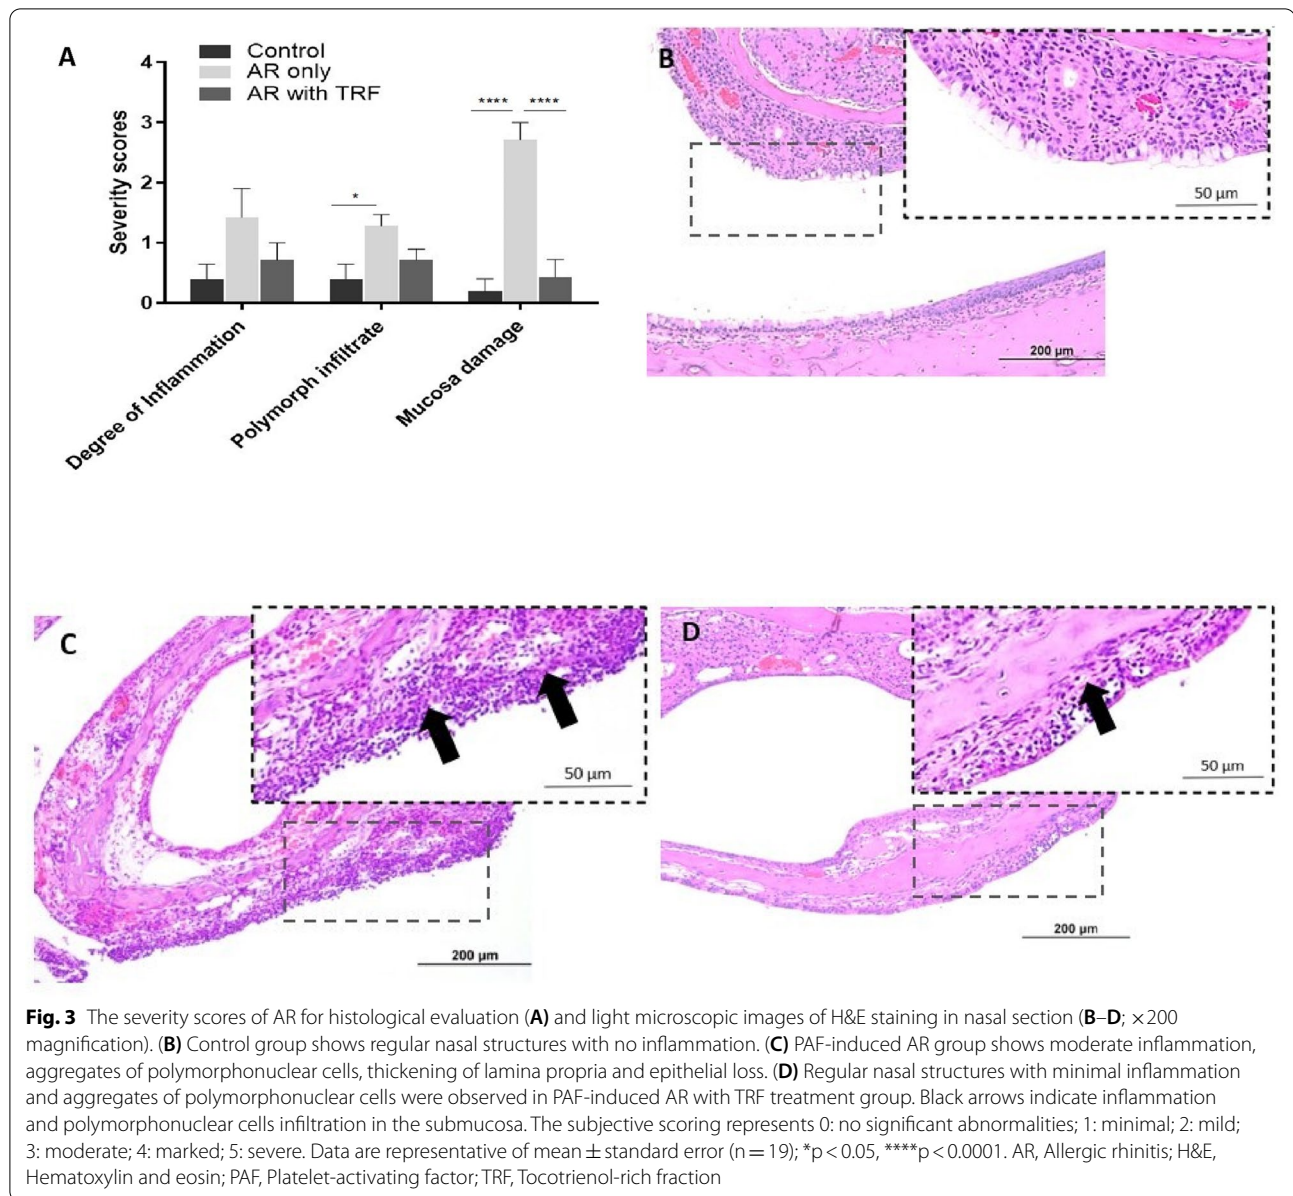 A
Control
AR only
AR with TRF
4
3
2
1
0
Severity scores
****
****
*
Degree of Inflammation
Polymorph infiltrate
Mucosa damage
B
50 µm
200 µm
C
50 µm
200 µm
D
50 µm
200 µm
Fig. 3 The severity scores of AR for histological evaluation (A) and light microscopic images of H&E staining in nasal section (B–D; ×200
magnification). (B) Control group shows regular nasal structures with no inflammation. (C) PAF-induced AR group shows moderate inflammation,
aggregates of polymorphonuclear cells, thickening of lamina propria and epithelial loss. (D) Regular nasal structures with minimal inflammation
and aggregates of polymorphonuclear cells were observed in PAF-induced AR with TRF treatment group. Black arrows indicate inflammation
and polymorphonuclear cells infiltration in the submucosa. The subjective scoring represents 0: no significant abnormalities; 1: minimal; 2: mild;
3: moderate; 4: marked; 5: severe. Data are representative of mean ± standard error (n = 19); *p < 0.05, ****p < 0.0001. AR, Allergic rhinitis; H&E,
Hematoxylin and eosin; PAF, Platelet-activating factor; TRF, Tocotrienol-rich fraction